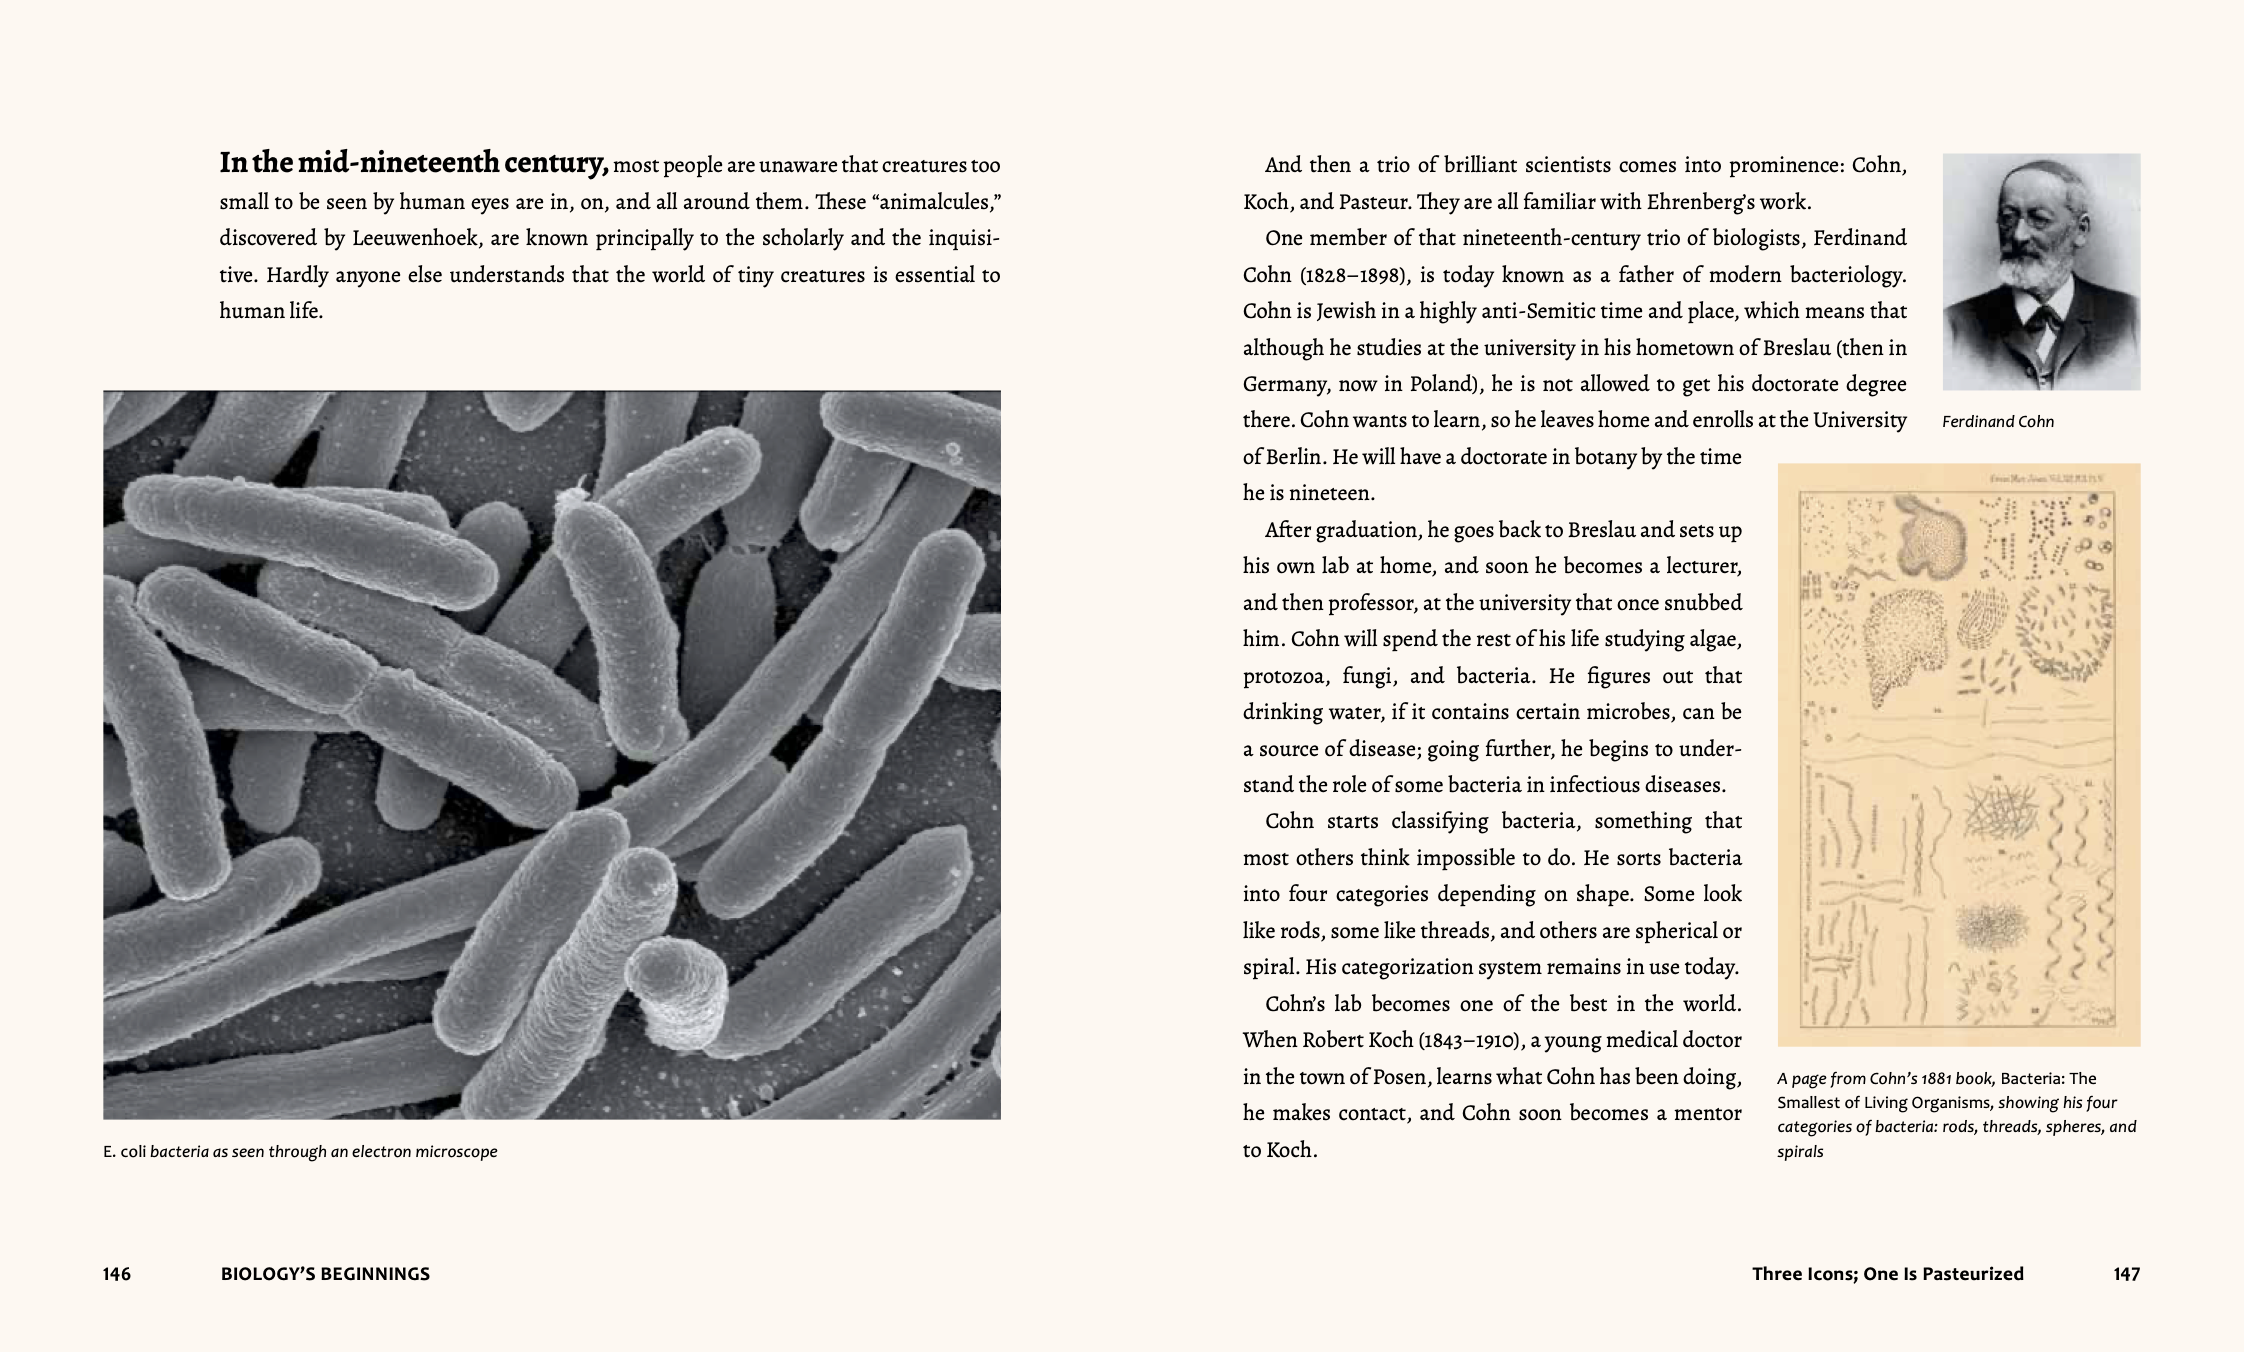 In the mid-nineteenth century, most people are unaware that creatures too
small to be seen by human eyes are in, on, and all around them. These “animalcules,”
discovered by Leeuwenhoek, are known principally to the scholarly and the inquisi-
tive. Hardly anyone else understands that the world of tiny creatures is essential to
human life.
E. coli bacteria as seen through an electron microscope
146 BIOLOGY’S BEGINNINGS
And then a trio of brilliant scientists comes into prominence: Cohn,
Koch, and Pasteur. They are all familiar with Ehrenberg’s work.
One member of that nineteenth-century trio of biologists, Ferdinand
Cohn (1828–1898), is today known as a father of modern bacteriology.
Cohn is Jewish in a highly anti-Semitic time and place, which means that
although he studies at the university in his hometown of Breslau (then in
Germany, now in Poland), he is not allowed to get his doctorate degree
there. Cohn wants to learn, so he leaves home and enrolls at the University
of Berlin. He will have a doctorate in botany by the time
he is nineteen.
After graduation, he goes back to Breslau and sets up
his own lab at home, and soon he becomes a lecturer,
and then professor, at the university that once snubbed
him. Cohn will spend the rest of his life studying algae,
protozoa, fungi, and bacteria. He figures out that
drinking water, if it contains certain microbes, can be
a source of disease; going further, he begins to under-
stand the role of some bacteria in infectious diseases.
Cohn starts classifying bacteria, something that
most others think impossible to do. He sorts bacteria
into four categories depending on shape. Some look
like rods, some like threads, and others are spherical or
spiral. His categorization system remains in use today.
Cohn’s lab becomes one of the best in the world.
When Robert Koch (1843–1910), a young medical doctor
in the town of Posen, learns what Cohn has been doing,
he makes contact, and Cohn soon becomes a mentor
to Koch.
Ferdinand Cohn
A page from Cohn’s 1881 book, Bacteria: The
Smallest of Living Organisms, showing his four
categories of bacteria: rods, threads, spheres, and
spirals
Three Icons; One Is Pasteurized 147